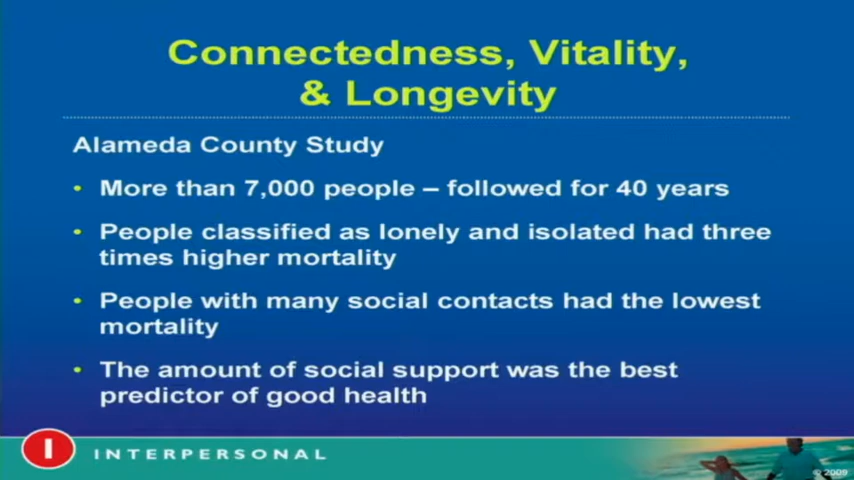 Connectedness, Vitality,
& Longevity
Alameda County Study
• More than 7,000 people – followed for 40 years
• People classified as lonely and isolated had three
times higher mortality
• People with many social contacts had the lowest
mortality
• The amount of social support was the best
predictor of good health
I INTERPERSONAL
© 2009